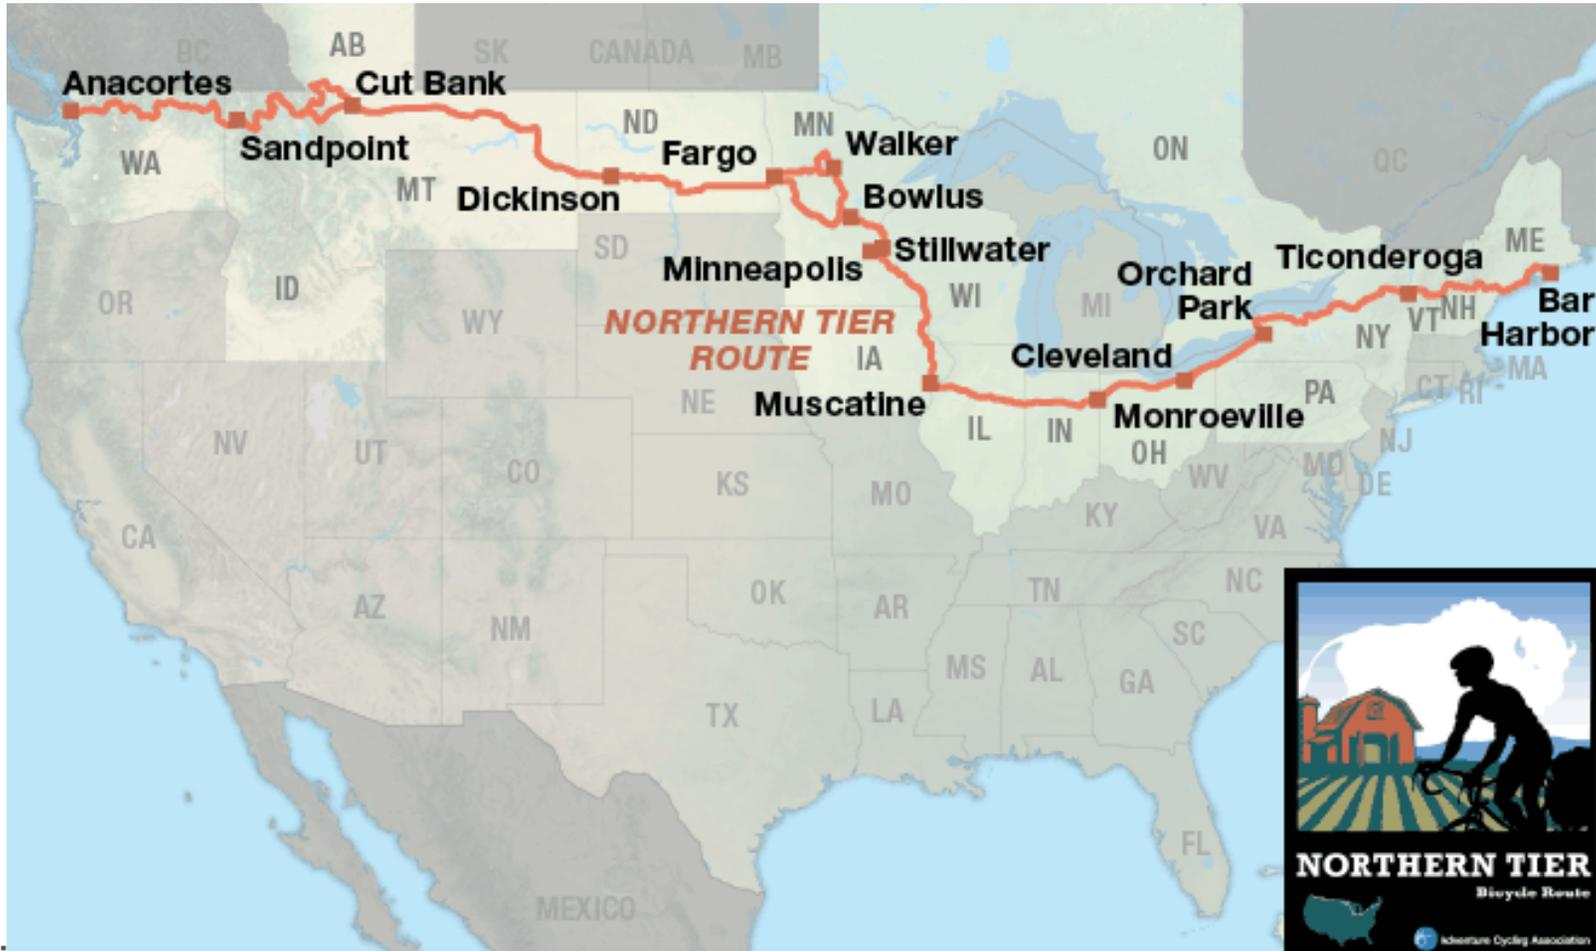 BC
AB
SK
CANADA
MB
Anacortes
Cut Bank
Sandpoint
WA
MT
ND
Fargo
MN
Walker
ON
QC
Dickinson
Bowlus
SD
Minneapolis
Stillwater
Orchard
Park
Ticonderoga
ME
Bar
Harbor
OR
ID
WY
NORTHERN TIER
ROUTE
WI
MI
IA
Cleveland
NY
VT
NH
MA
CT
RI
NE
Muscatine
Monroeville
PA
NV
UT
CO
KS
MO
IL
IN
OH
WV
MD
NJ
DE
CA
KY
VA
AZ
NM
OK
AR
TN
NC
SC
MS
AL
GA
TX
LA
FL
MEXICO
NORTHERN TIER
Bicycle Route
Adventure Cycling Association